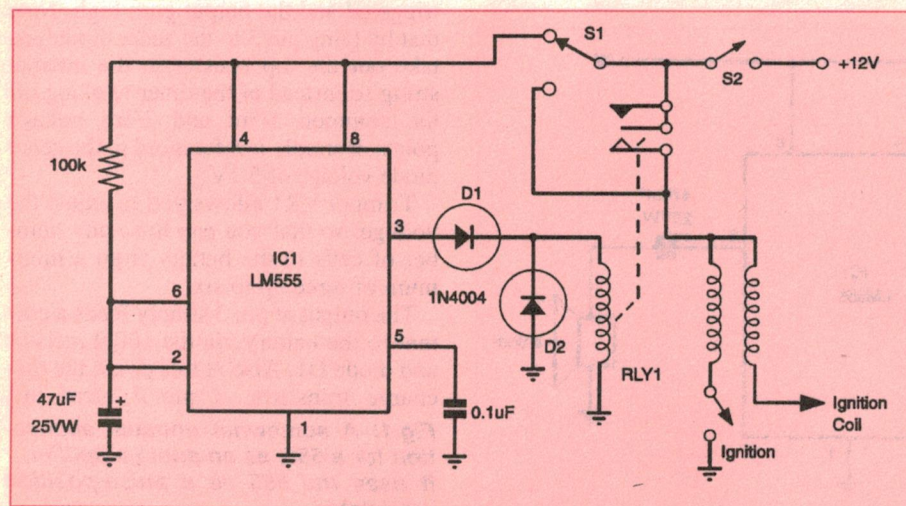 S1
S2
+12V
4
8
100k
D1
3
IC1
LM555
1N4004
6
5
D2
2
RLY1
47uF
25VW
+
0.1uF
1
Ignition
Coil
Ignition